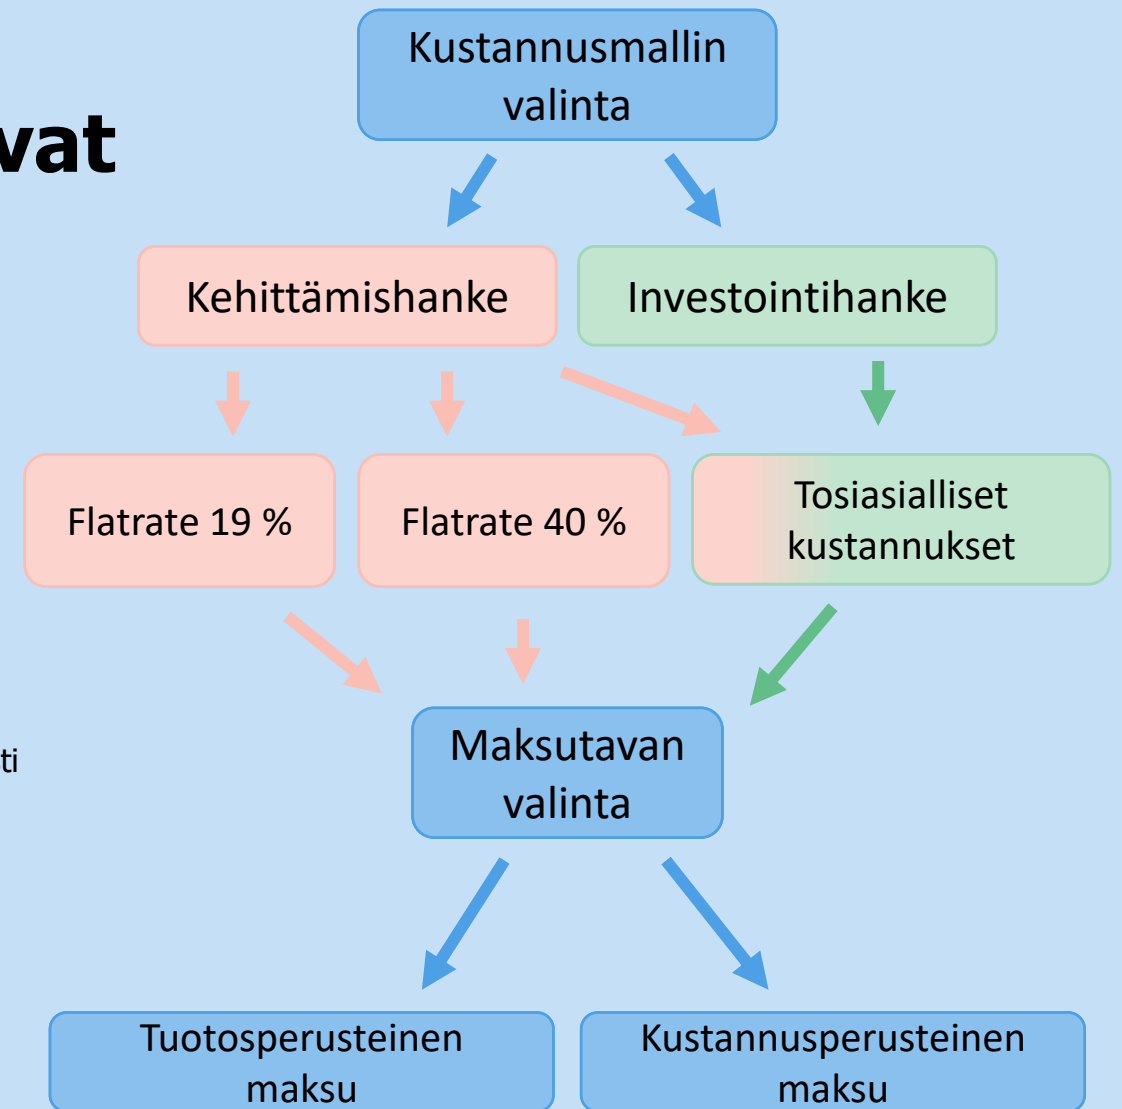 Kustannusmallin
valinta
vat
Kehittämishanke
Investointihanke
Flatrate 19 %
Flatrate 40 %
Tosiasialliset
kustannukset
Maksutavan
valinta
ti
Tuotosperusteinen
maksu
Kustannusperusteinen
maksu